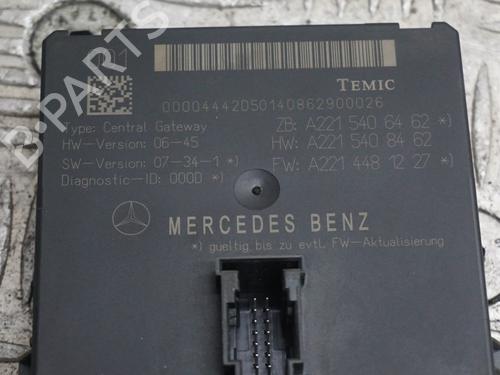 B-PARTS
TEMIC
00004442050140862900026
Type: Central Gateway
ZB: A221 540 64 62 *)
HW-Version: 06-45
HW: A221 540 84 62
SW-Version: 07-34-1 *)
FW: A221 448 12 27 *)
Diagnostic-ID: 000D *)
MERCEDES BENZ
*) gueltig bis zu evtl. FW-Aktualisierung